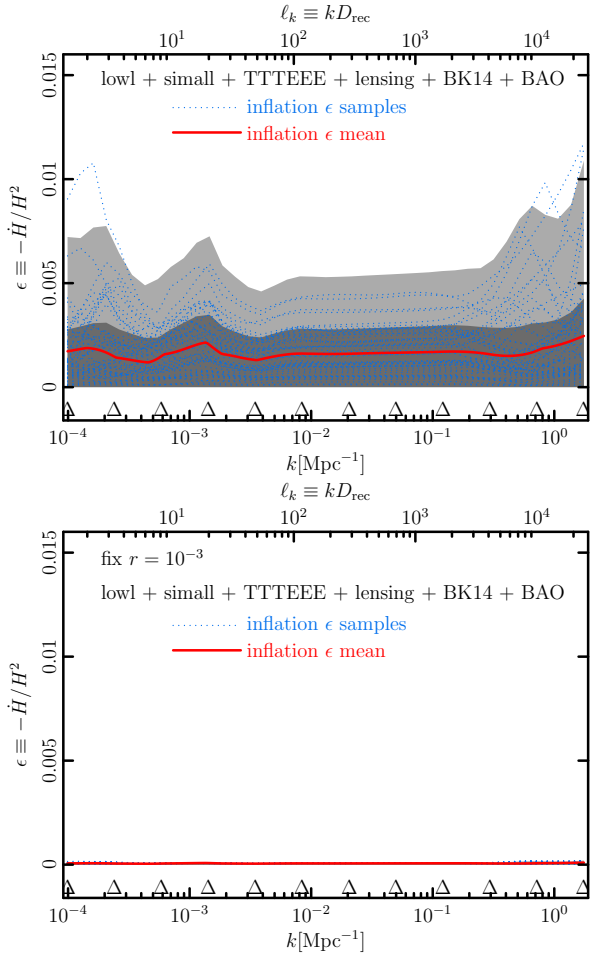 ℓ_k ≡ kD_rec
10^1 10^2 10^3 10^4
0.015
lowl + small + TTTEEE + lensing + BK14 + BAO
inflation ϵ samples
inflation ϵ mean
0.01
ϵ ≡ −Ḣ/H^2
0.005
0
10^−4 10^−3 10^−2 10^−1 10^0
k[Mpc^−1]
ℓ_k ≡ kD_rec
10^1 10^2 10^3 10^4
0.015
fix r = 10^−3
lowl + small + TTTEEE + lensing + BK14 + BAO
inflation ϵ samples
inflation ϵ mean
0.01
ϵ ≡ −Ḣ/H^2
0.005
0
10^−4 10^−3 10^−2 10^−1 10^0
k[Mpc^−1]